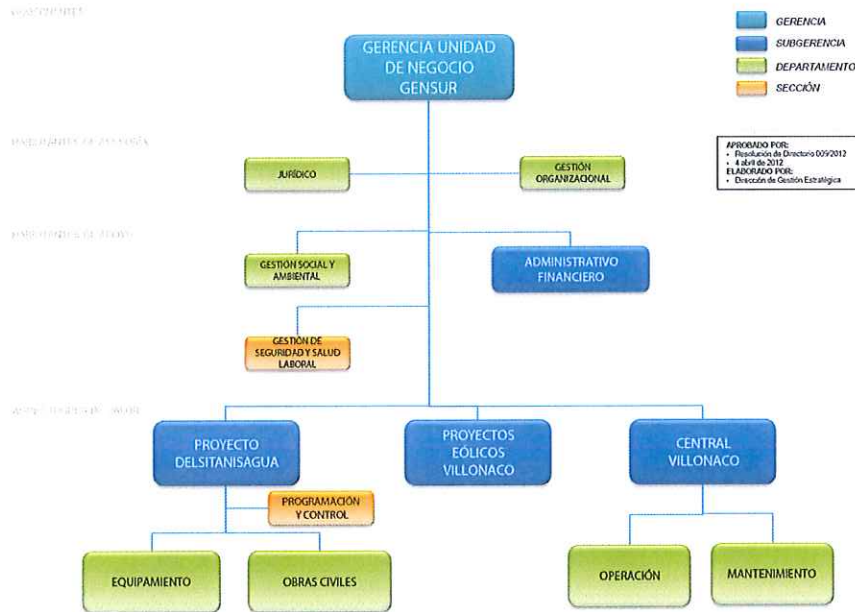 GERENCIA UNIDAD
DE NEGOCIO
GENSUR
GERENCIA
SUBGERENCIA
DEPARTAMENTO
SECCIÓN
APROBADO POR:
• Resolución de Directorio 009/2012
• 4 abril de 2012
ELABORADO POR:
• Dirección de Gestión Estratégica
JURÍDICO
GESTIÓN
ORGANIZACIONAL
GESTIÓN SOCIAL Y
AMBIENTAL
ADMINISTRATIVO
FINANCIERO
GESTIÓN DE
SEGURIDAD Y SALUD
LABORAL
PROYECTO
DELSITANISAGUA
PROYECTOS
EÓLICOS
VILLONACO
CENTRAL
VILLONACO
PROGRAMACIÓN
Y CONTROL
EQUIPAMIENTO
OBRAS CIVILES
OPERACIÓN
MANTENIMIENTO